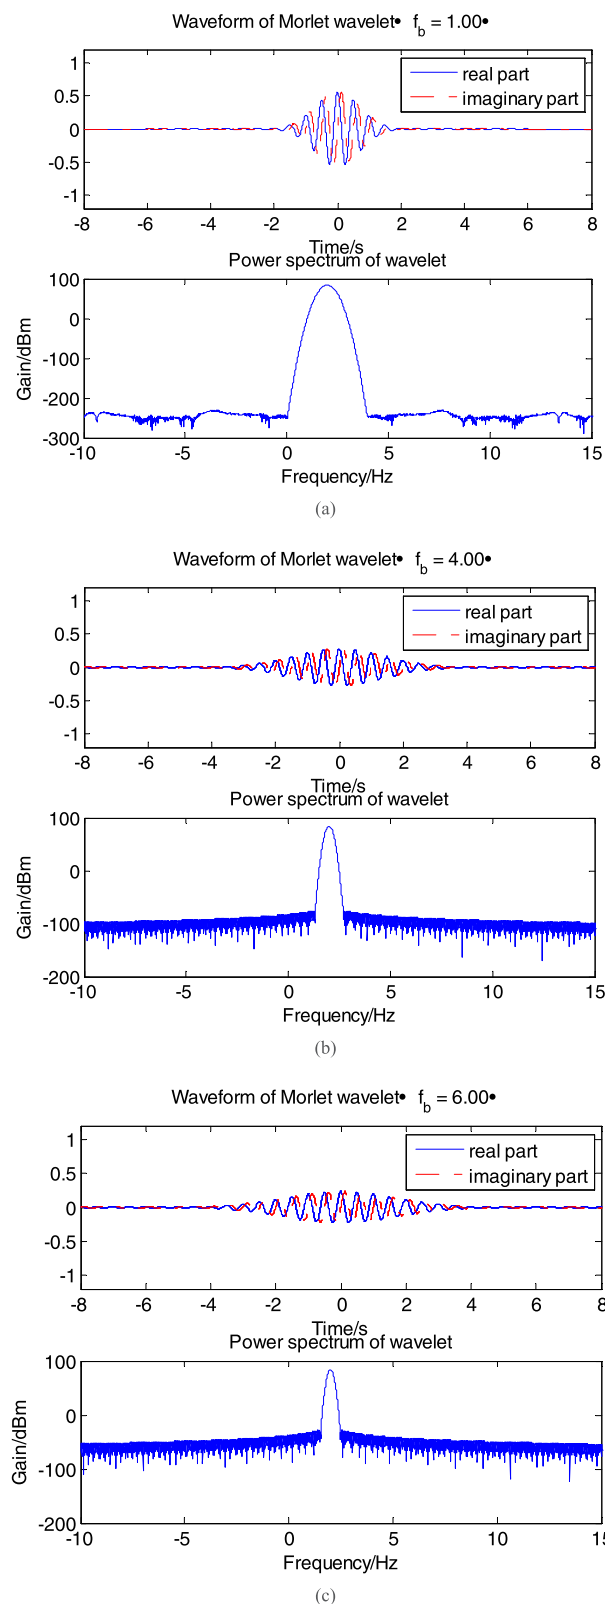 Waveform of Morlet wavelet• f_b = 1.00•
1
0.5
0
-0.5
-1
real part
imaginary part
-8 -6 -4 -2 0 2 4 6 8
Time/s
Power spectrum of wavelet
100
0
-100
-200
-300
Gain/dBm
-10 -5 0 5 10 15
Frequency/Hz
(a)
Waveform of Morlet wavelet• f_b = 4.00•
1
0.5
0
-0.5
-1
real part
imaginary part
-8 -6 -4 -2 0 2 4 6 8
Time/s
Power spectrum of wavelet
100
0
-100
-200
Gain/dBm
-10 -5 0 5 10 15
Frequency/Hz
(b)
Waveform of Morlet wavelet• f_b = 6.00•
1
0.5
0
-0.5
-1
real part
imaginary part
-8 -6 -4 -2 0 2 4 6 8
Time/s
Power spectrum of wavelet
100
0
-100
-200
Gain/dBm
-10 -5 0 5 10 15
Frequency/Hz
(c)